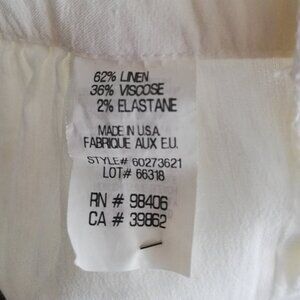 62% LINEN
36% VISCOSE
2% ELASTANE
MADE IN U.S.A
FABRIQUE AUX E.U.
STYLE# 60273621
LOT# 66318
RN # 98406
CA # 39862